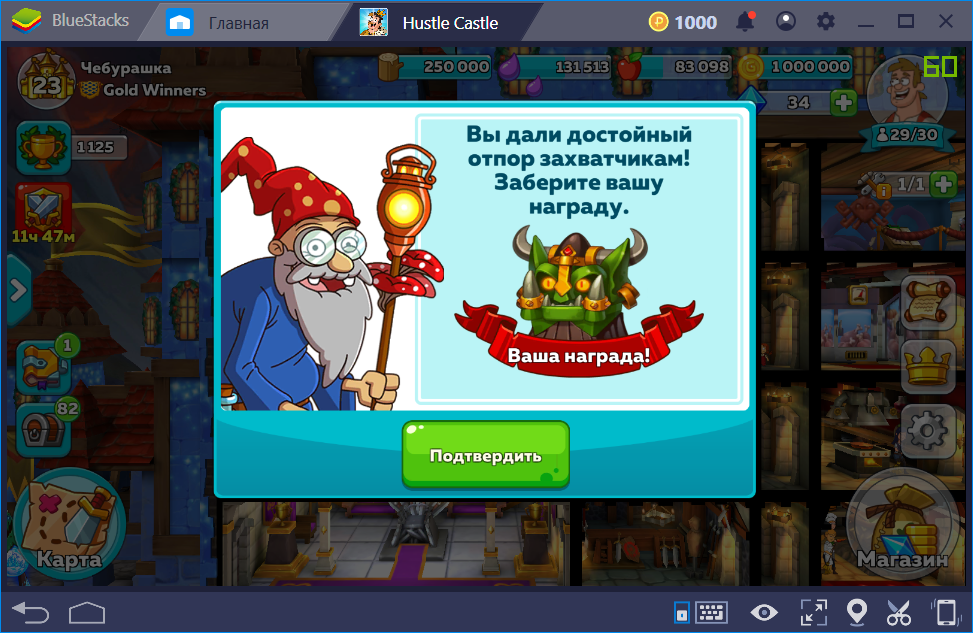 BlueStacks
Главная
Hustle Castle
1000
60
23
Чебурашка
Gold Winners
250 000
131 513
83 098
1 000 000
34
29/30
1 125
1/1
11ч 47м
Вы дали достойный
отпор захватчикам!
Заберите вашу
награду.
Ваша награда!
1
82
Подтвердить
Карта
Магазин